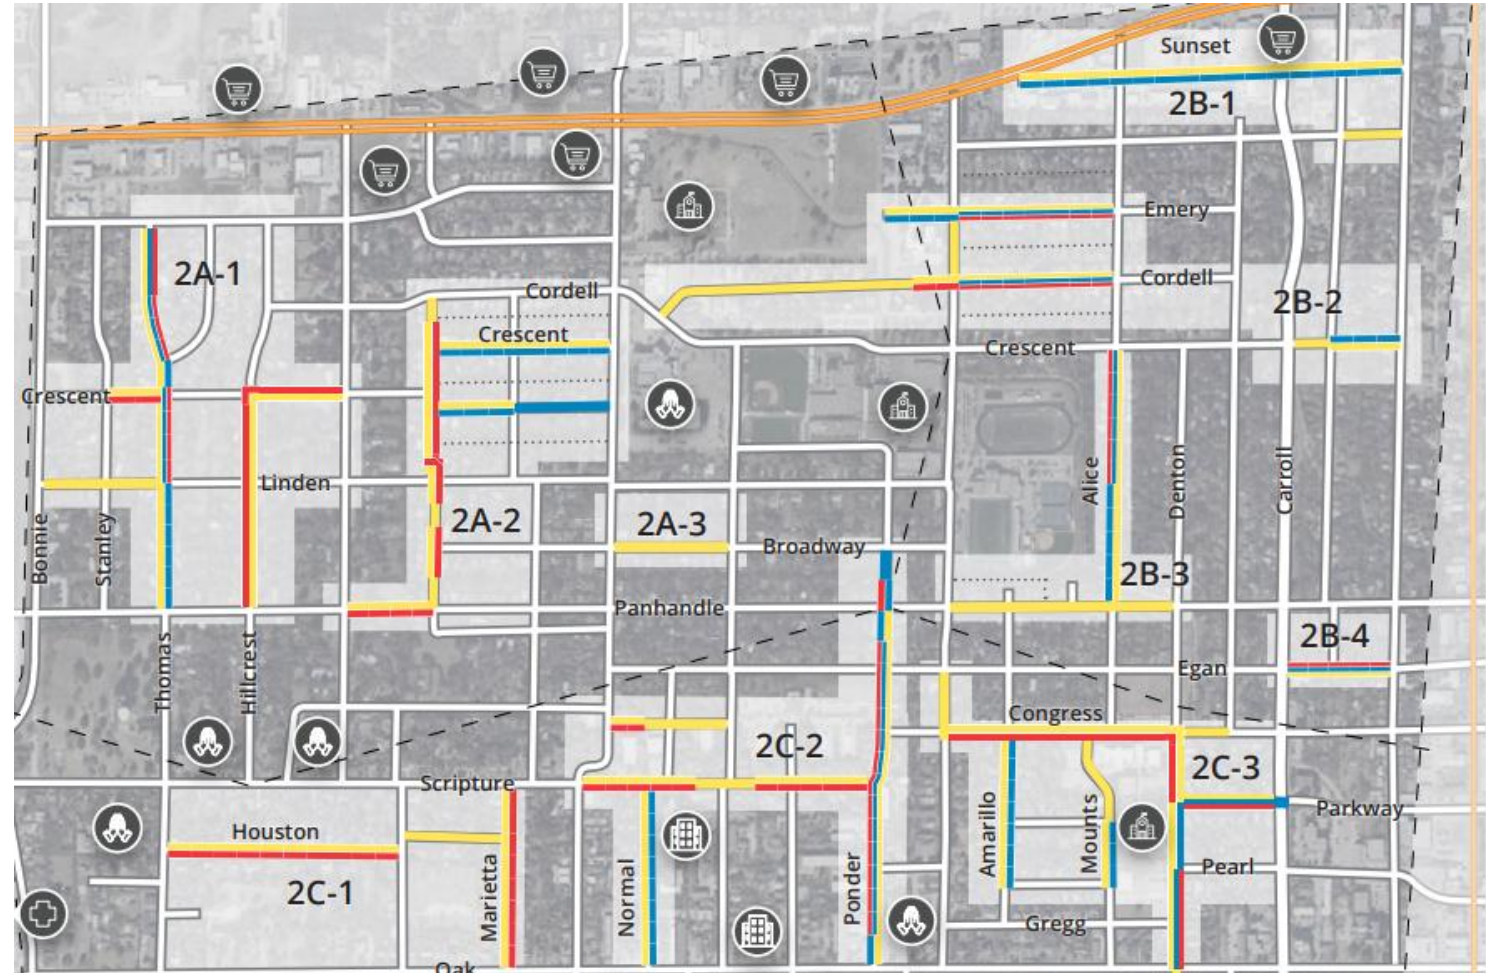 Sunset
2B-1
Emery
2A-1
Cordell
Cordell
2B-2
Crescent
Crescent
Crescent
Linden
Alice
Denton
Carroll
2A-2
2A-3
Bonnie
Stanley
Broadway
2B-3
Panhandle
2B-4
Thomas
Hillcrest
Egan
Congress
2C-2
2C-3
Scripture
Parkway
Houston
Amarillo
Mounts
2C-1
Marietta
Normal
Ponder
Pearl
Gregg
Oak